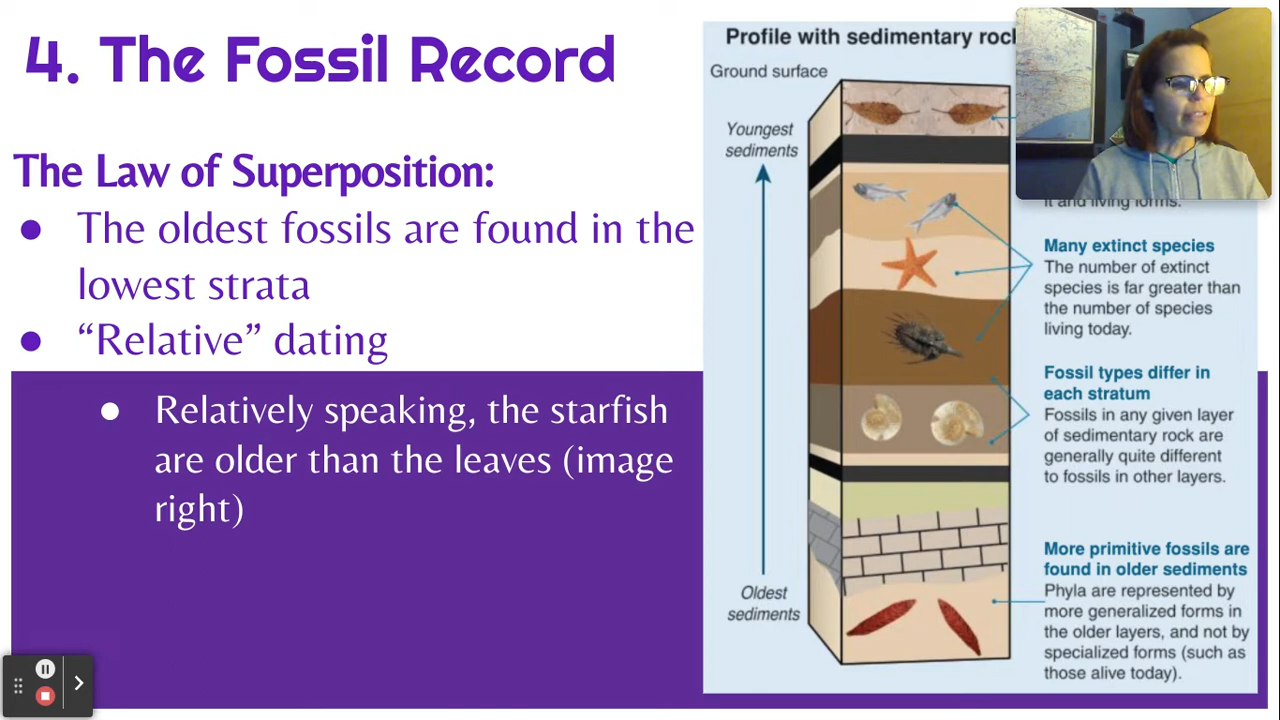 4. The Fossil Record
The Law of Superposition:
● The oldest fossils are found in the
lowest strata
● “Relative” dating
● Relatively speaking, the starfish
are older than the leaves (image
right)
Profile with sedimentary rock
Ground surface
Youngest
sediments
Oldest
sediments
it and living forms.
Many extinct species
The number of extinct
species is far greater than
the number of species
living today.
Fossil types differ in
each stratum
Fossils in any given layer
of sedimentary rock are
generally quite different
to fossils in other layers.
More primitive fossils are
found in older sediments
Phyla are represented by
more generalized forms in
the older layers, and not by
specialized forms (such as
those alive today).